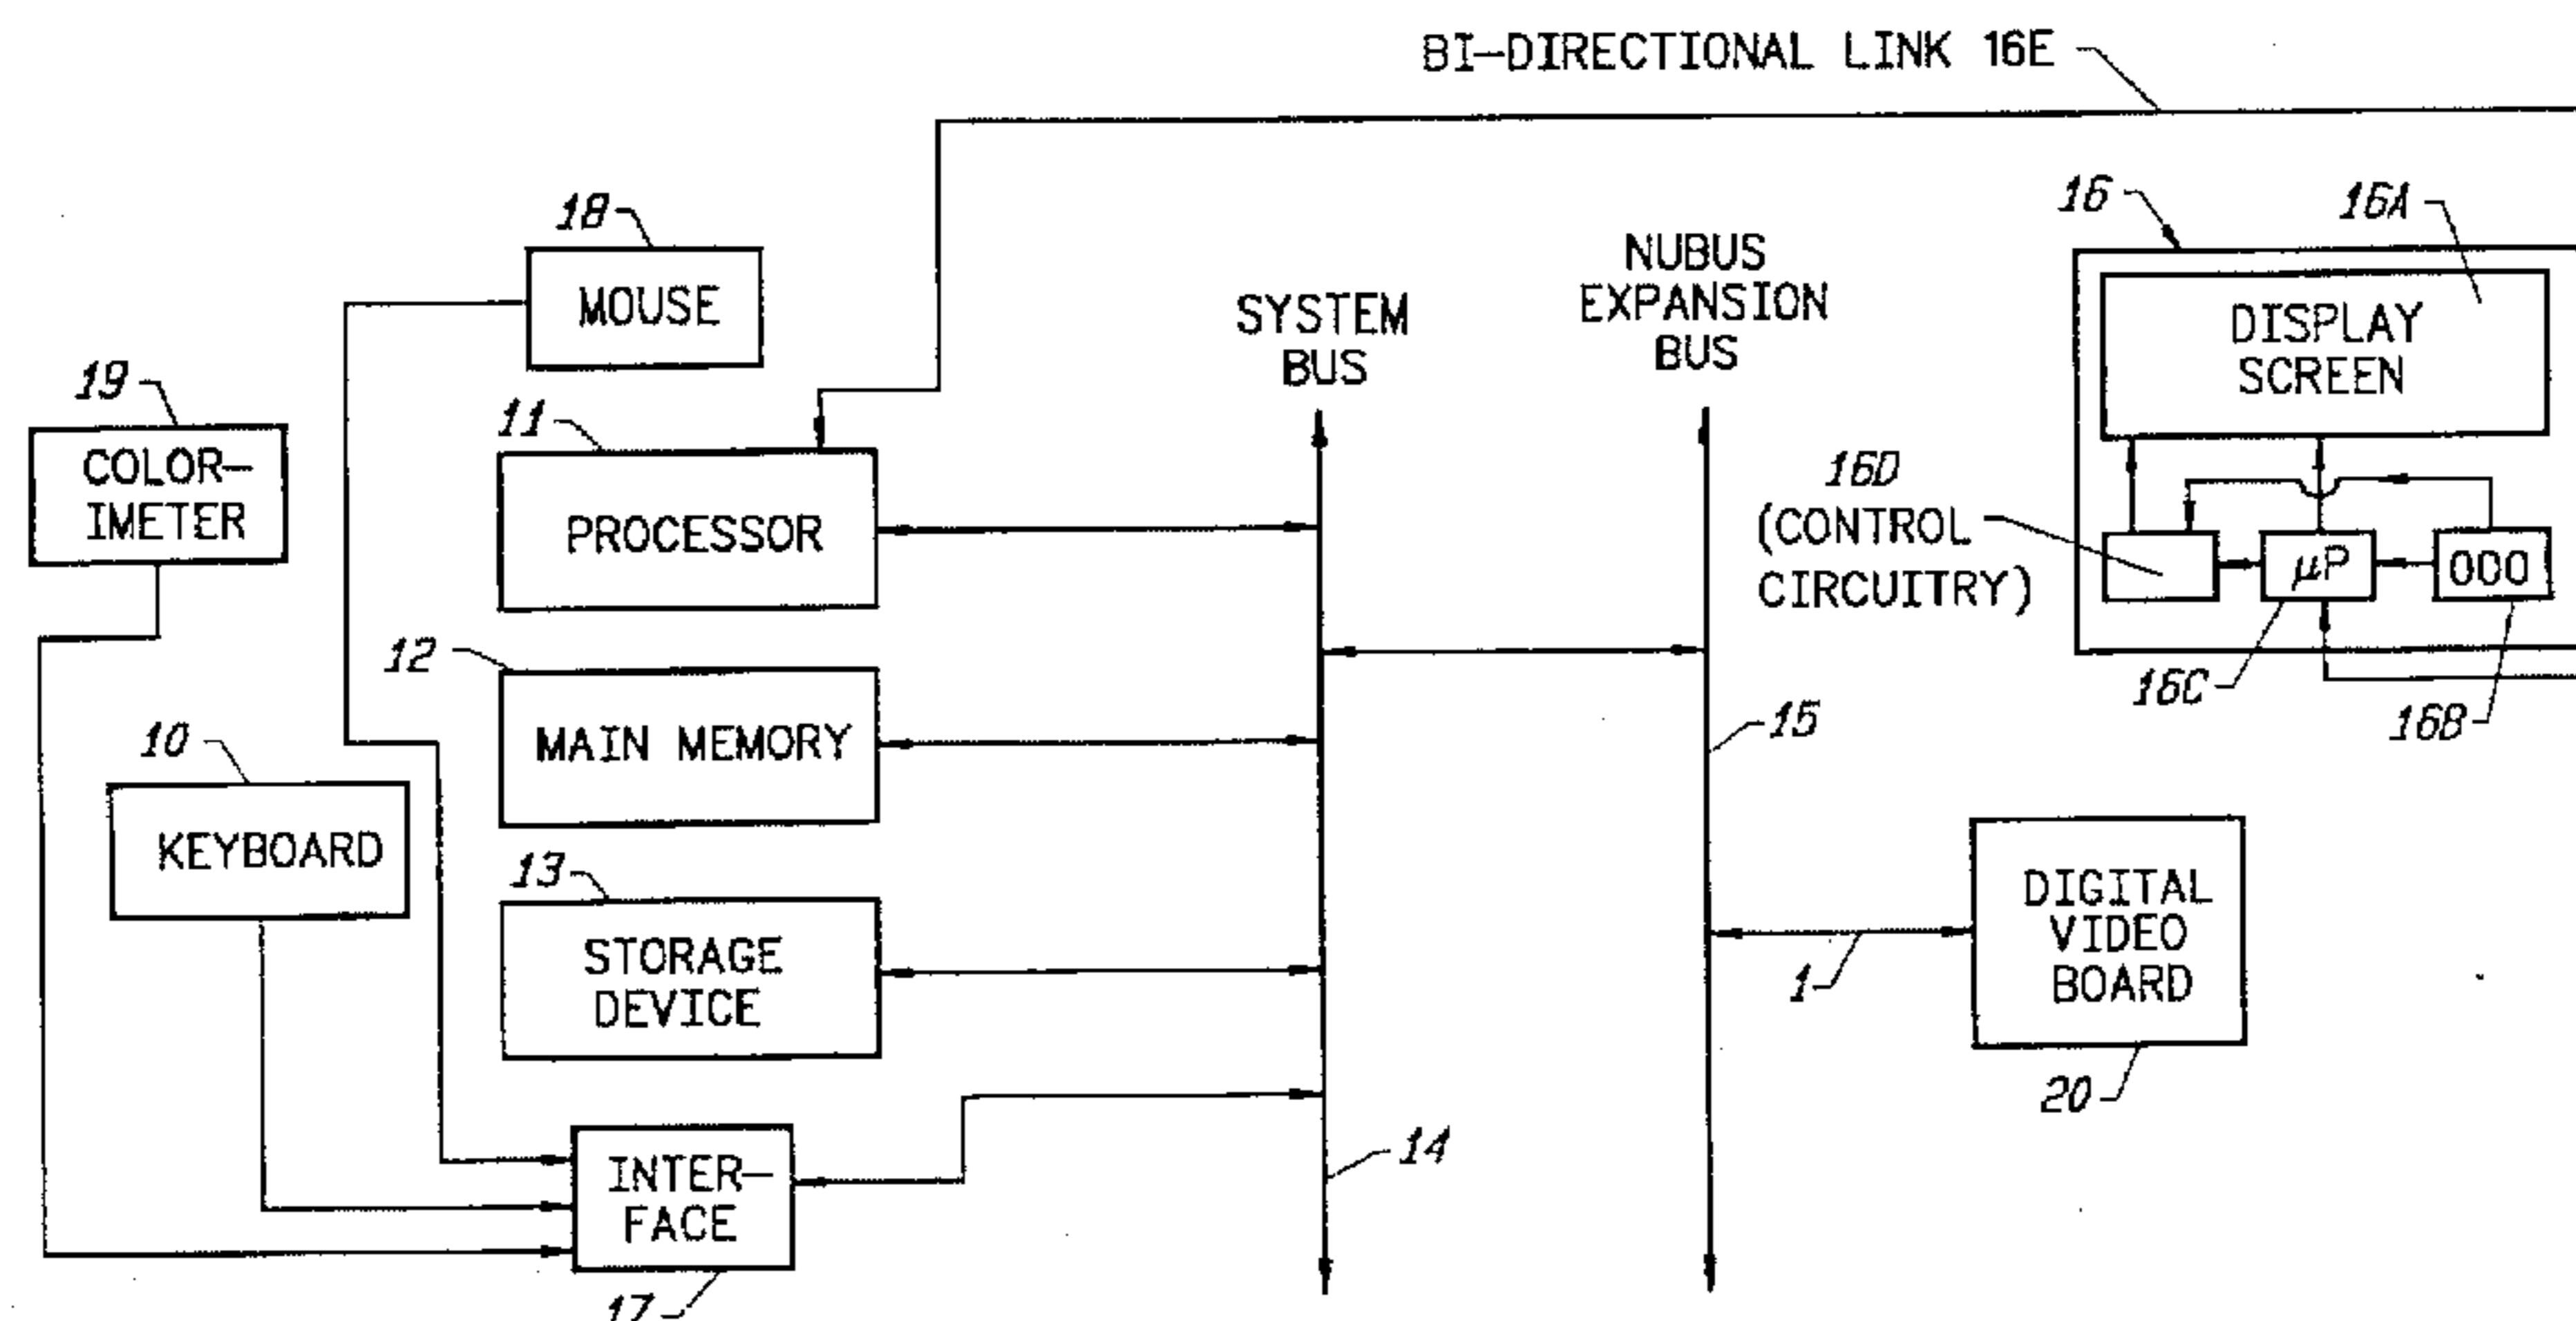 BI-DIRECTIONAL LINK 16E
18
MOUSE
19
COLOR-
IMETER
11
PROCESSOR
12
MAIN MEMORY
10
KEYBOARD
13
STORAGE
DEVICE
INTER-
FACE
17
SYSTEM
BUS
14
NUBUS
EXPANSION
BUS
15
16
16A
DISPLAY
SCREEN
16D
(CONTROL
CIRCUITRY)
μP
000
16C
16B
1
DIGITAL
VIDEO
BOARD
20